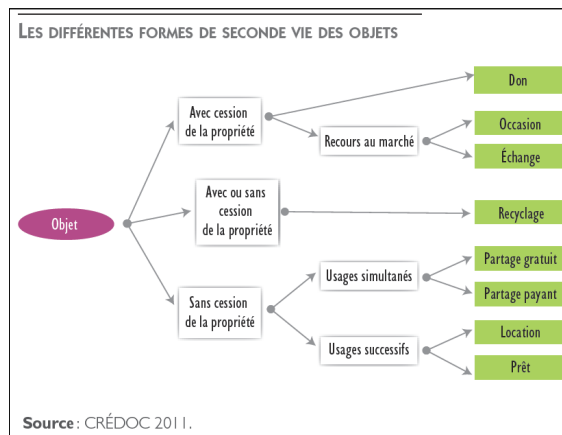 LES DIFFÉRENTES FORMES DE SECONDE VIE DES OBJETS
Don
Avec cession
de la propriété
Recours au marché
Occasion
Échange
Objet
Avec ou sans
cession
de la propriété
Recyclage
Sans cession
de la propriété
Usages simultanés
Partage gratuit
Partage payant
Usages successifs
Location
Prêt
Source : CRÉDOC 2011.